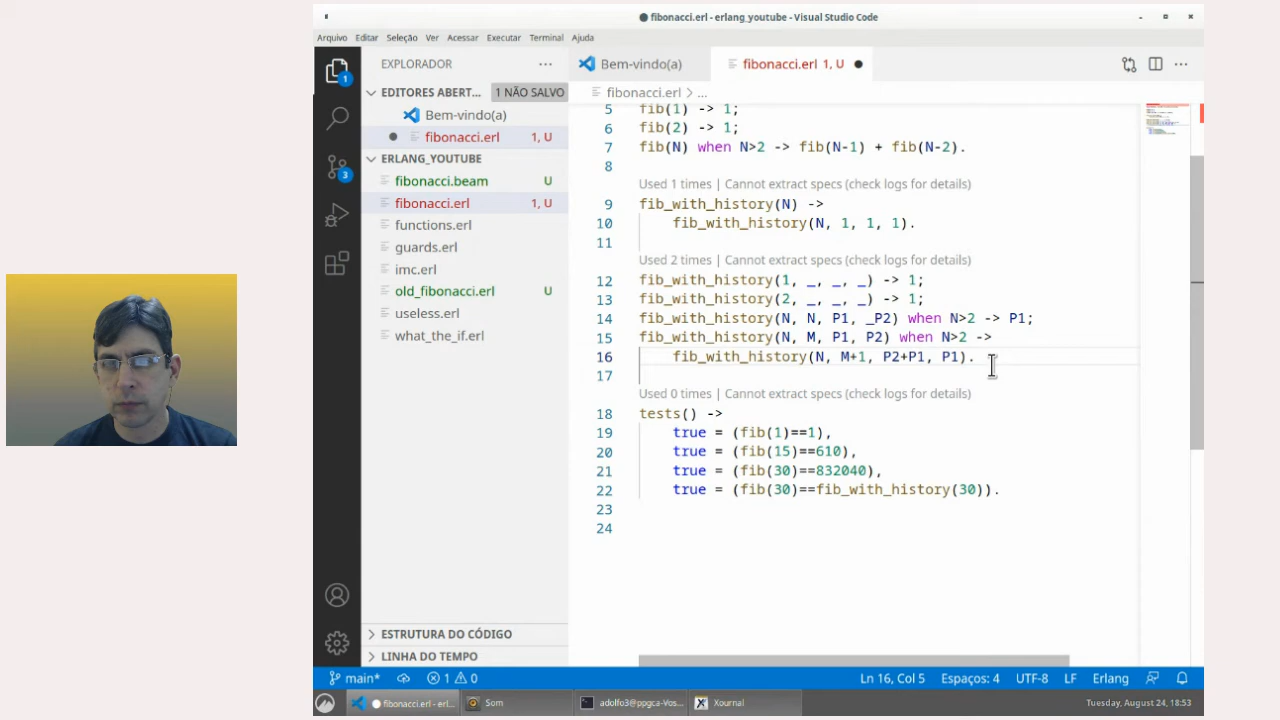 fibonacci.erl - erlang_youtube - Visual Studio Code
Arquivo Editar Seleção Ver Acessar Executar Terminal Ajuda
EXPLORADOR
EDITORES ABERT... 1 NÃO SALVO
Bem-vindo(a)
fibonacci.erl 1, U
ERLANG_YOUTUBE
fibonacci.beam U
fibonacci.erl 1, U
functions.erl
guards.erl
imc.erl
old_fibonacci.erl U
useless.erl
what_the_if.erl
ESTRUTURA DO CÓDIGO
LINHA DO TEMPO
1
3
Bem-vindo(a) fibonacci.erl 1, U
fibonacci.erl > ...
5 fib(1) -> 1;
6 fib(2) -> 1;
7 fib(N) when N>2 -> fib(N-1) + fib(N-2).
8
Used 1 times | Cannot extract specs (check logs for details)
9 fib_with_history(N) ->
10 fib_with_history(N, 1, 1, 1).
11
Used 2 times | Cannot extract specs (check logs for details)
12 fib_with_history(1, _, _, _) -> 1;
13 fib_with_history(2, _, _, _) -> 1;
14 fib_with_history(N, N, P1, _P2) when N>2 -> P1;
15 fib_with_history(N, M, P1, P2) when N>2 ->
16 fib_with_history(N, M+1, P2+P1, P1).
17
Used 0 times | Cannot extract specs (check logs for details)
18 tests() ->
19 true = (fib(1)==1),
20 true = (fib(15)==610),
21 true = (fib(30)==832040),
22 true = (fib(30)==fib_with_history(30)).
23
24
main* 1 0 Ln 16, Col 5 Espaços: 4 UTF-8 LF Erlang
fibonacci.erl - erl... Som adolfo3@ppgca-Vos... Xournal Tuesday, August 24, 18:53